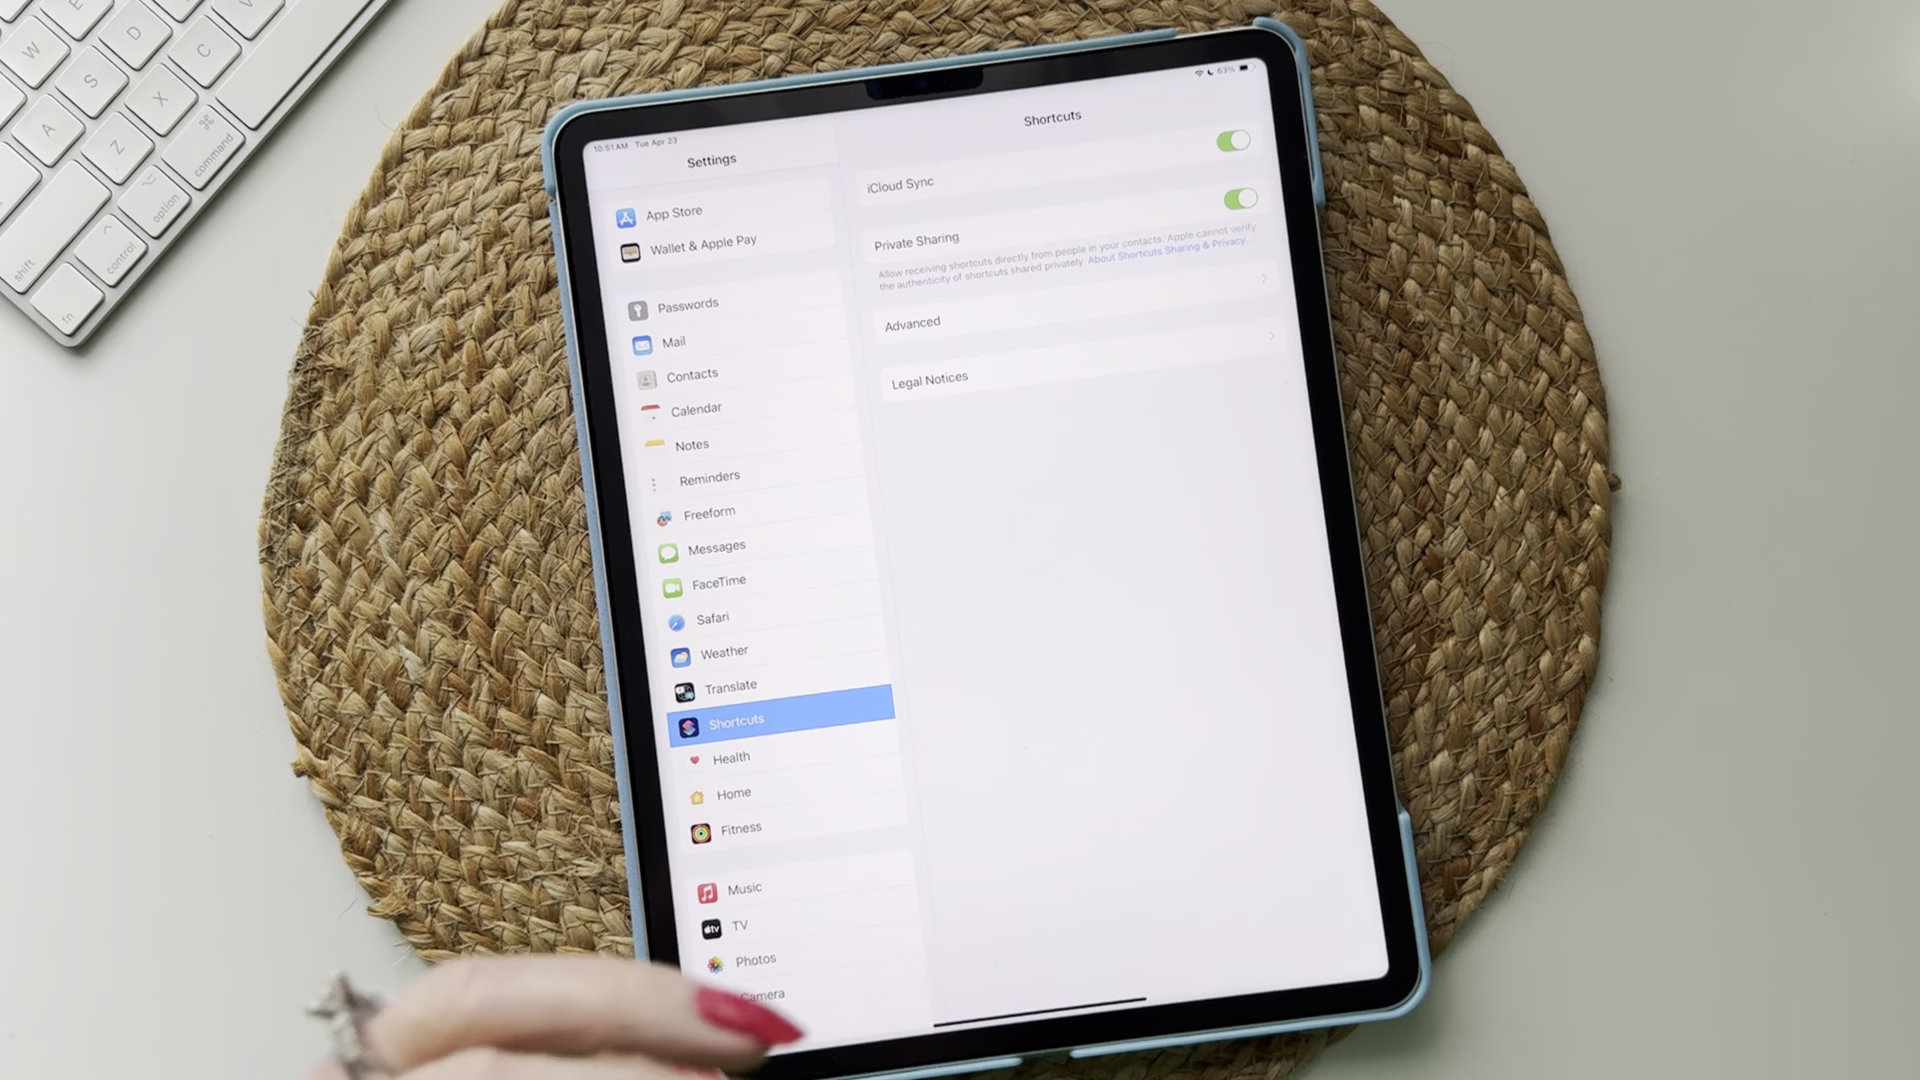 W
E
D
C
V
S
X
A
Z
⌘
command
⌥
option
^
control
shift
fn
10:51AM Tue Apr 23
63%
Settings
App Store
Wallet & Apple Pay
Passwords
Mail
Contacts
Calendar
Notes
Reminders
Freeform
Messages
FaceTime
Safari
Weather
Translate
Shortcuts
Health
Home
Fitness
Music
tv
TV
Photos
Camera
Shortcuts
iCloud Sync
Private Sharing
Allow receiving shortcuts directly from people in your contacts. Apple cannot verify
the authenticity of shortcuts shared privately. About Shortcuts Sharing & Privacy...
Advanced
Legal Notices